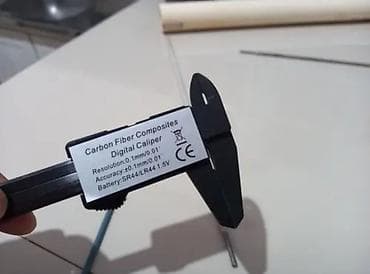 Carbon Fiber Composites
Digital Caliper
Resolution:0.1mm/0.01"
Accuracy:±0.1mm/0.01"
Battery:SR44/LR44 1.5V
CE